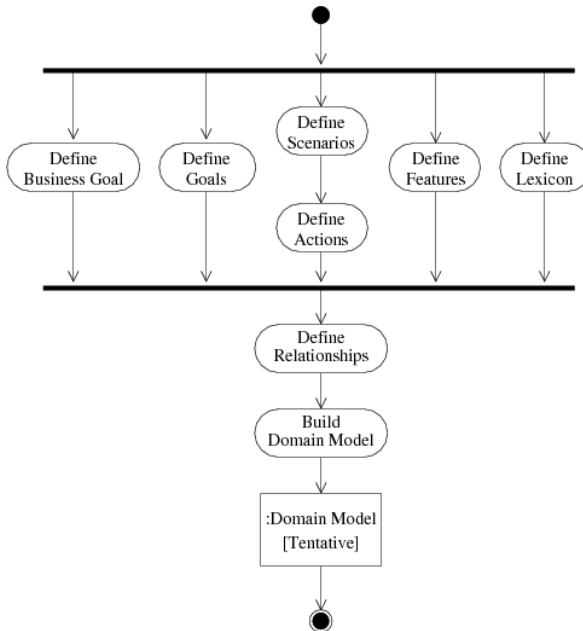 Define
Business Goal
Define
Goals
Define
Scenarios
Define
Actions
Define
Features
Define
Lexicon
Define
Relationships
Build
Domain Model
:Domain Model
[Tentative]